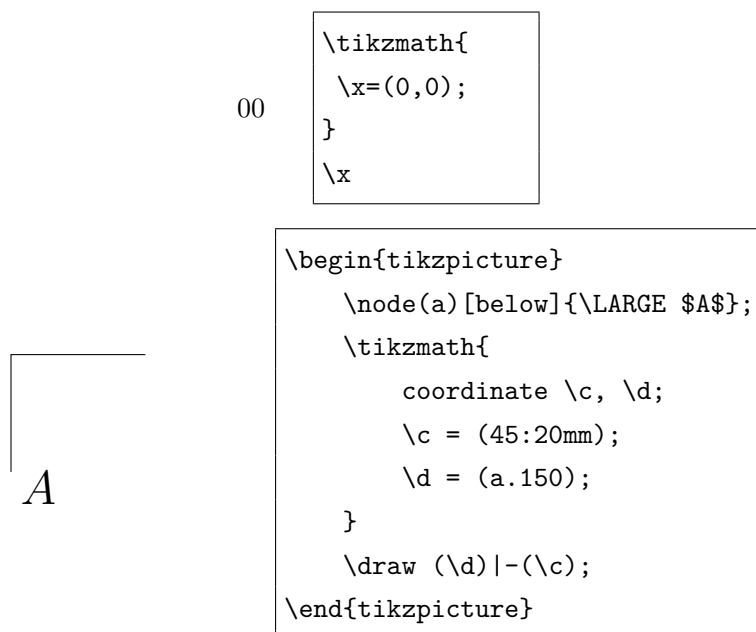 00
\tikzmath{
 \x=(0,0);
}
\x
A
\begin{tikzpicture}
    \node(a)[below]{\LARGE $A$};
    \tikzmath{
        coordinate \c, \d;
        \c = (45:20mm);
        \d = (a.150);
    }
    \draw (\d)|-(\c);
\end{tikzpicture}